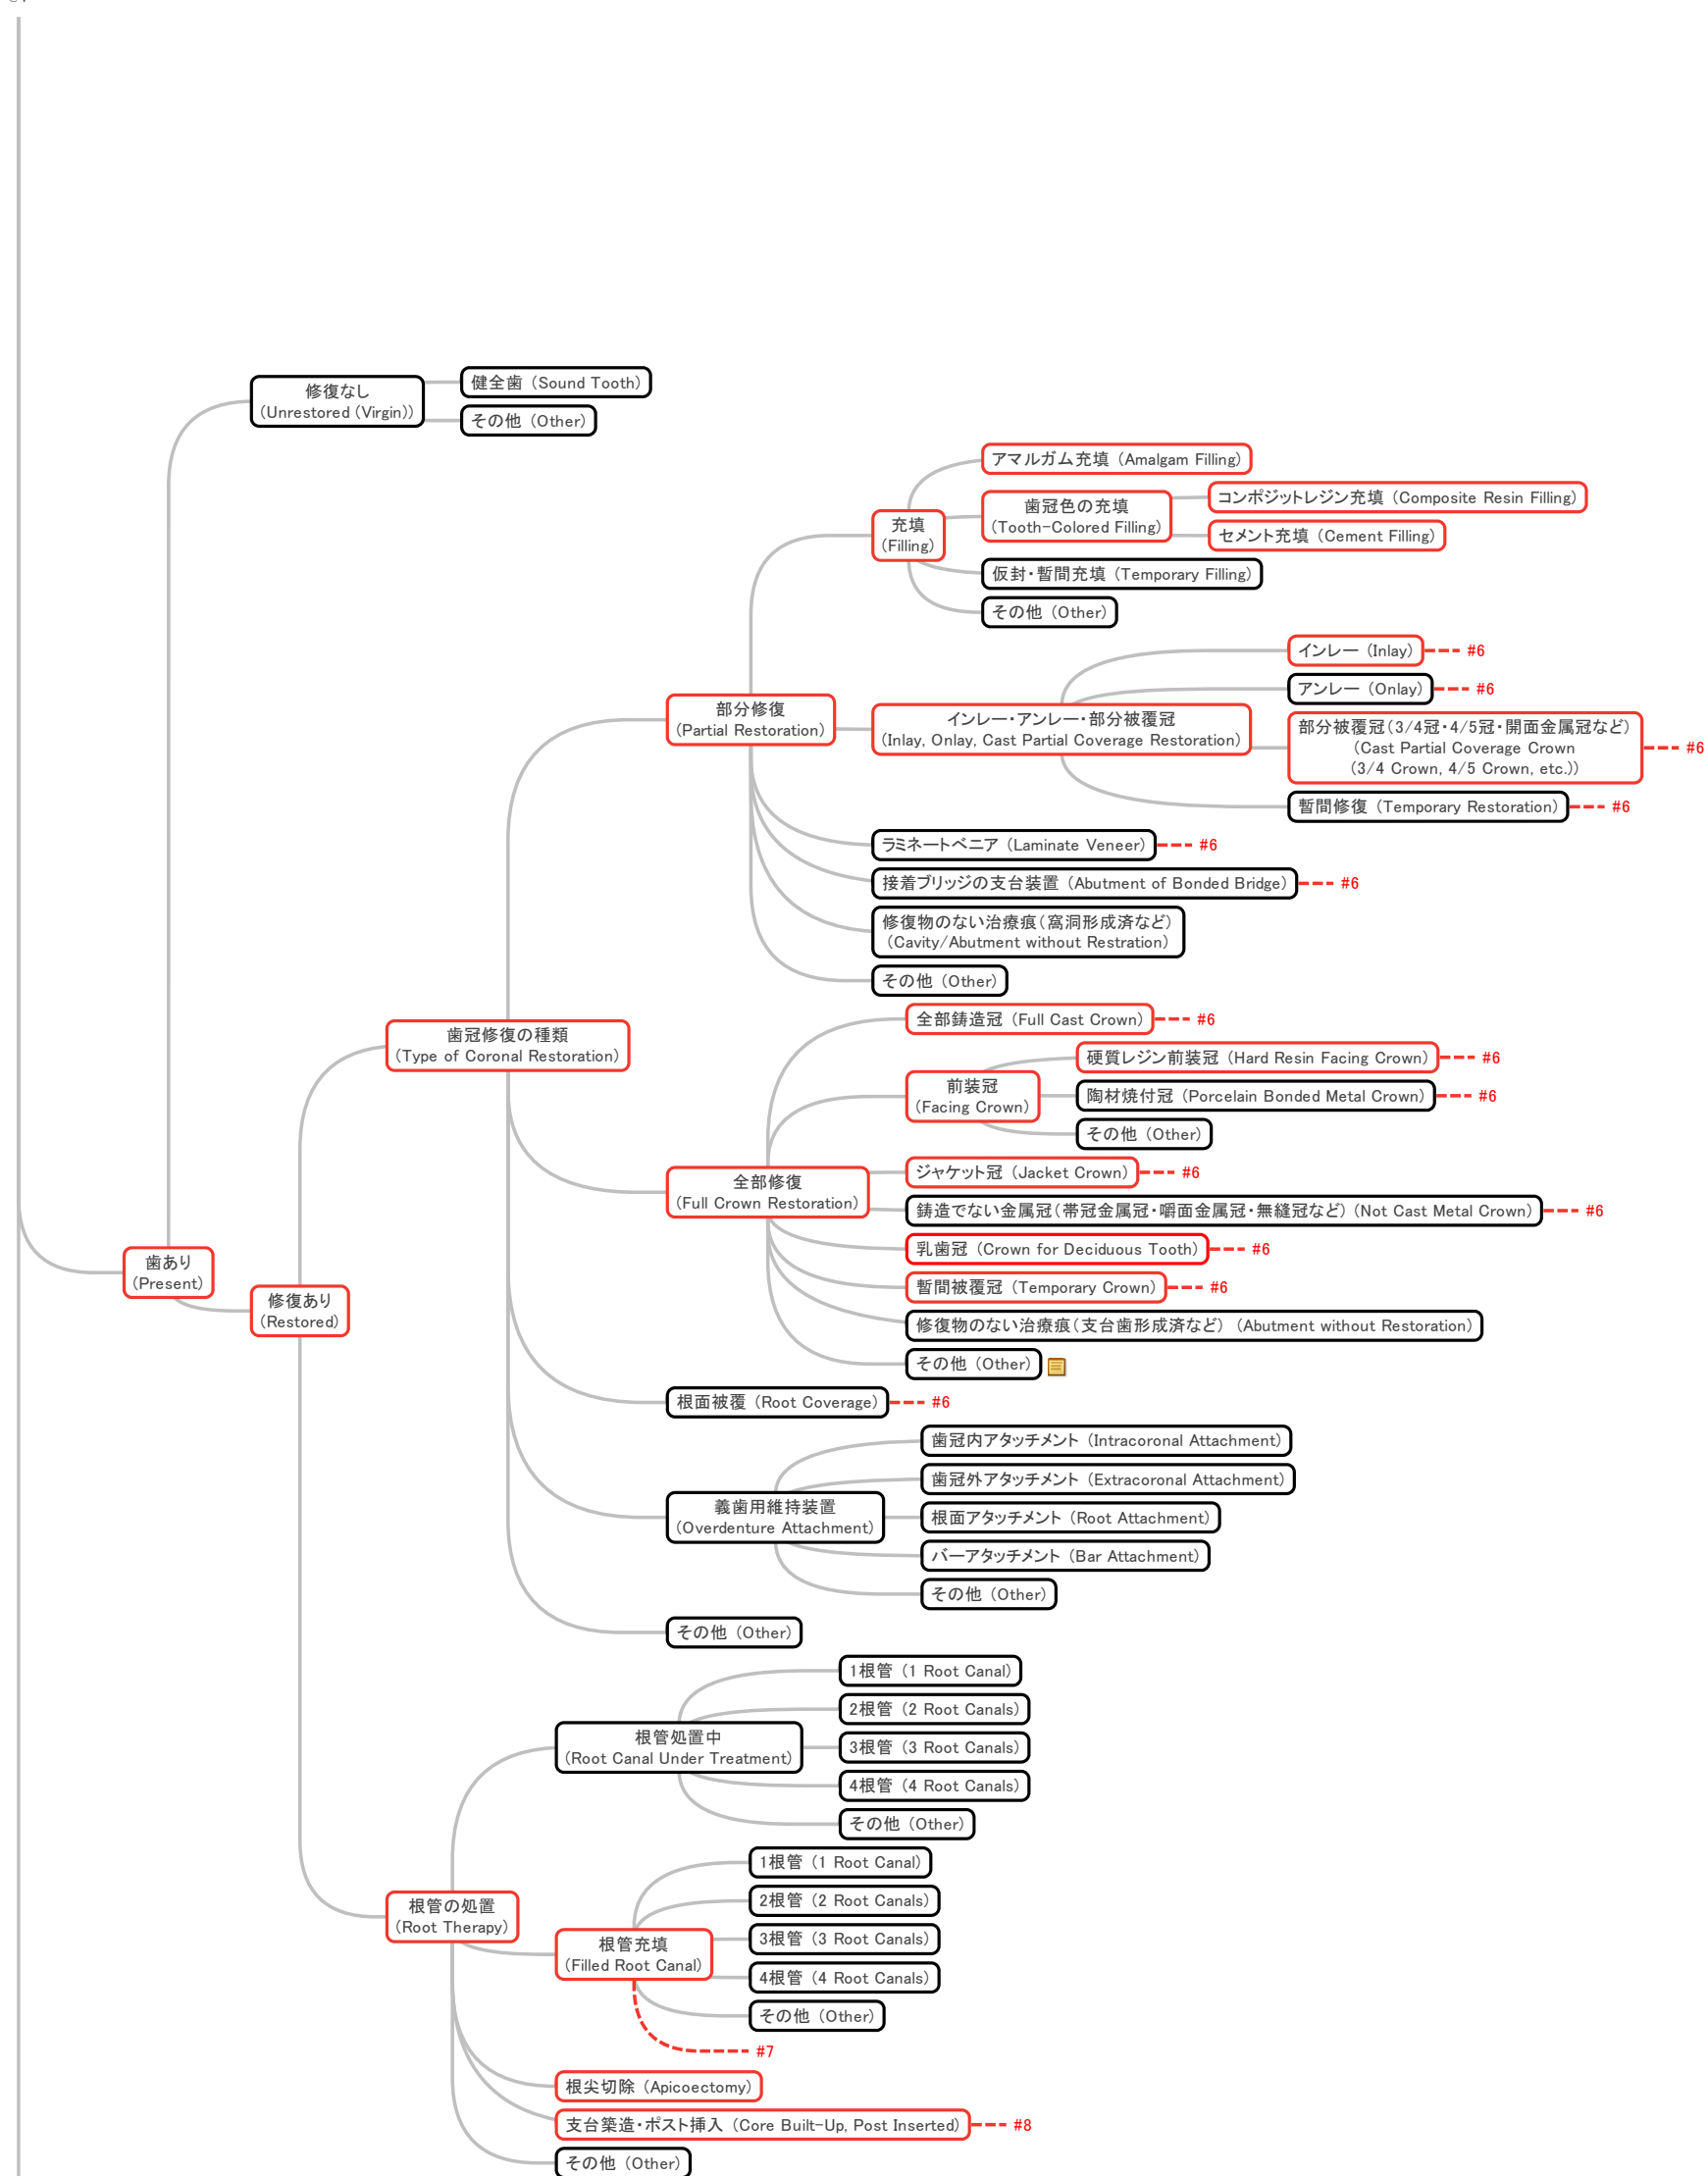 修復なし
(Unrestored (Virgin))
健全歯 (Sound Tooth)
その他 (Other)
アマルガム充填 (Amalgam Filling)
歯冠色の充填
(Tooth-Colored Filling)
コンポジットレジン充填 (Composite Resin Filling)
セメント充填 (Cement Filling)
充填
(Filling)
仮封・暫間充填 (Temporary Filling)
その他 (Other)
インレー (Inlay)
#6
アンレー (Onlay)
#6
部分修復
(Partial Restoration)
インレー・アンレー・部分被覆冠
(Inlay, Onlay, Cast Partial Coverage Restoration)
部分被覆冠(3/4冠・4/5冠・開面金属冠など)
(Cast Partial Coverage Crown
(3/4 Crown, 4/5 Crown, etc.))
#6
暫間修復 (Temporary Restoration)
#6
ラミネートベニア (Laminate Veneer)
#6
接着ブリッジの支台装置 (Abutment of Bonded Bridge)
#6
修復物のない治療痕(窩洞形成済など)
(Cavity/Abutment without Restration)
その他 (Other)
歯冠修復の種類
(Type of Coronal Restoration)
全部鋳造冠 (Full Cast Crown)
#6
硬質レジン前装冠 (Hard Resin Facing Crown)
#6
前装冠
(Facing Crown)
陶材焼付冠 (Porcelain Bonded Metal Crown)
#6
その他 (Other)
全部修復
(Full Crown Restoration)
ジャケット冠 (Jacket Crown)
#6
鋳造でない金属冠(帯冠金属冠・嚼面金属冠・無縫冠など) (Not Cast Metal Crown)
#6
乳歯冠 (Crown for Deciduous Tooth)
#6
歯あり
(Present)
修復あり
(Restored)
暫間被覆冠 (Temporary Crown)
#6
修復物のない治療痕(支台歯形成済など) (Abutment without Restoration)
その他 (Other)
根面被覆 (Root Coverage)
#6
歯冠内アタッチメント (Intracoronal Attachment)
歯冠外アタッチメント (Extracoronal Attachment)
義歯用維持装置
(Overdenture Attachment)
根面アタッチメント (Root Attachment)
バーアタッチメント (Bar Attachment)
その他 (Other)
その他 (Other)
1根管 (1 Root Canal)
2根管 (2 Root Canals)
根管処置中
(Root Canal Under Treatment)
3根管 (3 Root Canals)
4根管 (4 Root Canals)
その他 (Other)
根管の処置
(Root Therapy)
1根管 (1 Root Canal)
2根管 (2 Root Canals)
根管充填
(Filled Root Canal)
3根管 (3 Root Canals)
4根管 (4 Root Canals)
その他 (Other)
#7
根尖切除 (Apicoectomy)
支台築造・ポスト挿入 (Core Built-Up, Post Inserted)
#8
その他 (Other)